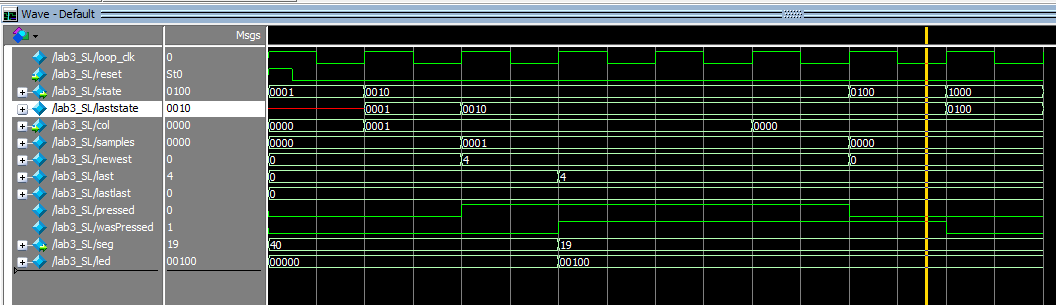 Wave - Default
Msgs
/lab3_SL/loop_clk 0
/lab3_SL/reset St0
/lab3_SL/state 0100 0001 0010 0100 1000
/lab3_SL/laststate 0010 0001 0010 0100
/lab3_SL/col 0000 0000 0001 0000
/lab3_SL/samples 0000 0000 0001 0000
/lab3_SL/newest 0 0 4 0
/lab3_SL/last 4 0 4
/lab3_SL/lastlast 0 0
/lab3_SL/pressed 0
/lab3_SL/wasPressed 1
/lab3_SL/seg 19 40 19
/lab3_SL/led 00100 00000 00100